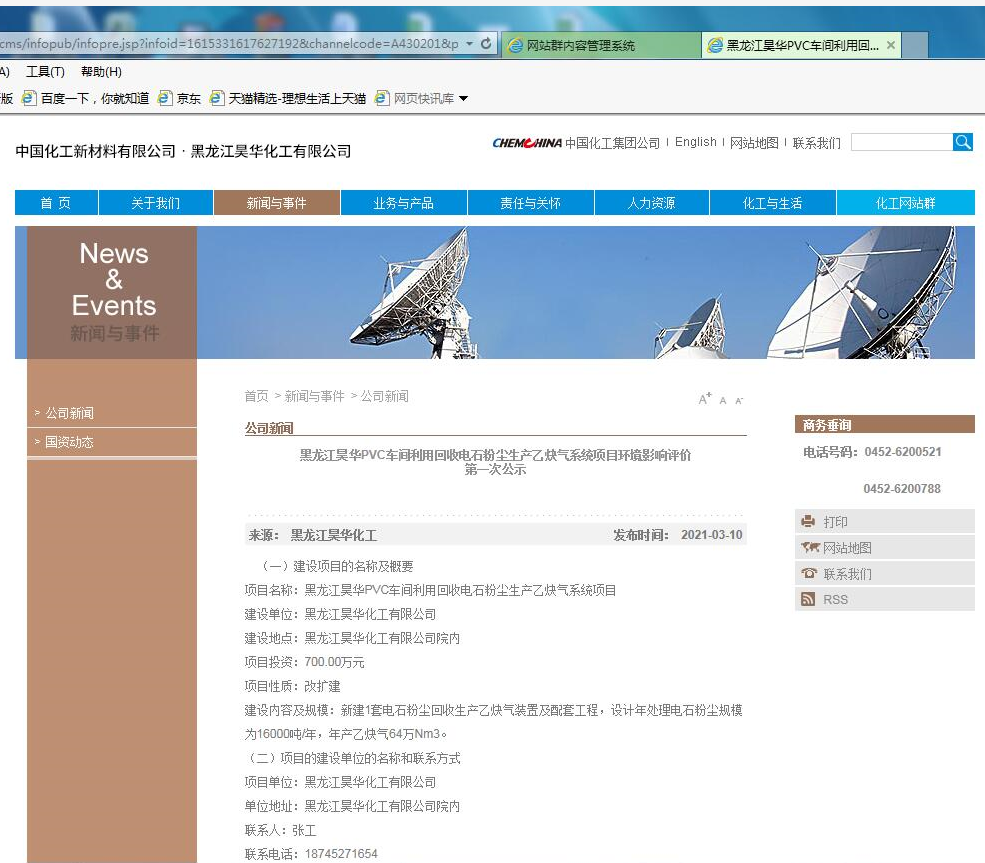 cms/infopub/infopre.jsp?infoid=1615331617627192&channelcode=A430201&p
网站群内容管理系统
黑龙江昊华PVC车间利用回...
A) 工具(T) 帮助(H)
版 百度一下，你就知道 京东 天猫精选-理想生活上天猫 网页快讯库
中国化工新材料有限公司 · 黑龙江昊华化工有限公司
CHEMCHINA 中国化工集团公司 | English | 网站地图 | 联系我们
首 页 关于我们 新闻与事件 业务与产品 责任与关怀 人力资源 化工与生活 化工网站群
News
&
Events
新闻与事件
> 公司新闻
> 国资动态
首页 > 新闻与事件 > 公司新闻
A+ A A-
公司新闻
黑龙江昊华PVC车间利用回收电石粉尘生产乙炔气系统项目环境影响评价
第一次公示
来源： 黑龙江昊华化工 发布时间： 2021-03-10
（一）建设项目的名称及概要
项目名称：黑龙江昊华PVC车间利用回收电石粉尘生产乙炔气系统项目
建设单位：黑龙江昊华化工有限公司
建设地点：黑龙江昊华化工有限公司院内
项目投资：700.00万元
项目性质：改扩建
建设内容及规模：新建1套电石粉尘回收生产乙炔气装置及配套工程，设计年处理电石粉尘规模
为16000吨/年，年产乙炔气64万Nm3。
（二）项目的建设单位的名称和联系方式
项目单位：黑龙江昊华化工有限公司
单位地址：黑龙江昊华化工有限公司院内
联系人：张工
联系电话：18745271654
商务垂询
电话号码：0452-6200521
0452-6200788
打印
网站地图
联系我们
RSS